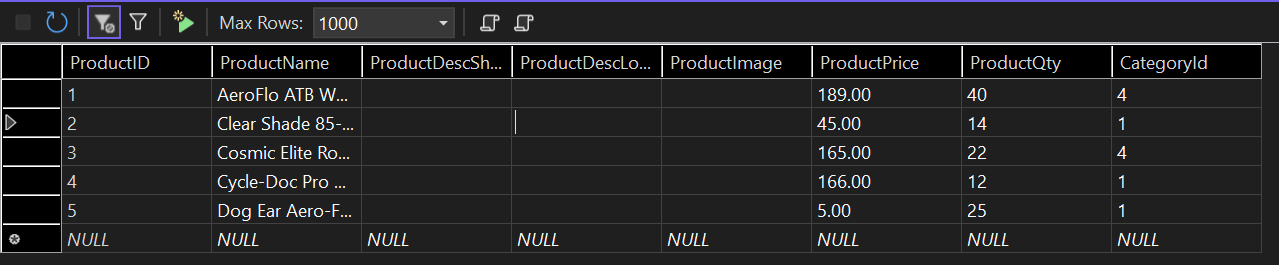 Max Rows: 1000
ProductID ProductName ProductDescSh... ProductDescLo... ProductImage ProductPrice ProductQty CategoryId
1 AeroFlo ATB W... 189.00 40 4
2 Clear Shade 85-... 45.00 14 1
3 Cosmic Elite Ro... 165.00 22 4
4 Cycle-Doc Pro ... 166.00 12 1
5 Dog Ear Aero-F... 5.00 25 1
NULL NULL NULL NULL NULL NULL NULL NULL